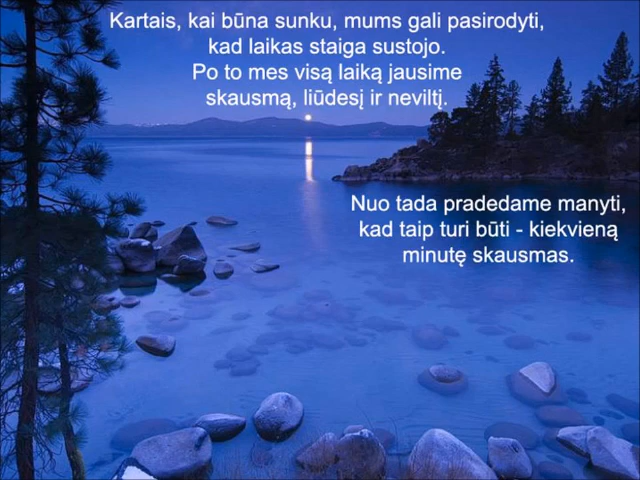 Kartais, kai būna sunku, mums gali pasirodyti,
kad laikas staiga sustojo.
Po to mes visą laiką jausime
skausmą, liūdesį ir neviltį.
Nuo tada pradedame manyti,
kad taip turi būti - kiekvieną
minutę skausmas.